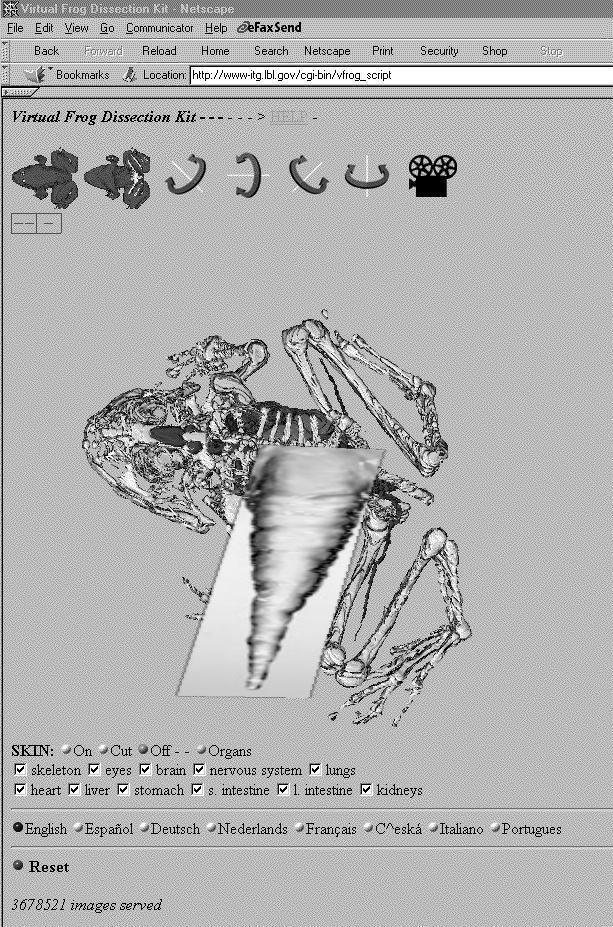 Virtual Frog Dissection Kit - Netscape
File Edit View Go Communicator Help eFaxSend
Back Forward Reload Home Search Netscape Print Security Shop Stop
Bookmarks Location: http://www-itg.lbl.gov/cgi-bin/vfrog_script
Virtual Frog Dissection Kit - - - - - - > HELP -
SKIN: On Cut Off - - Organs
skeleton eyes brain nervous system lungs
heart liver stomach s. intestine l. intestine kidneys
English Español Deutsch Nederlands Français C^eská Italiano Portugues
Reset
3678521 images served